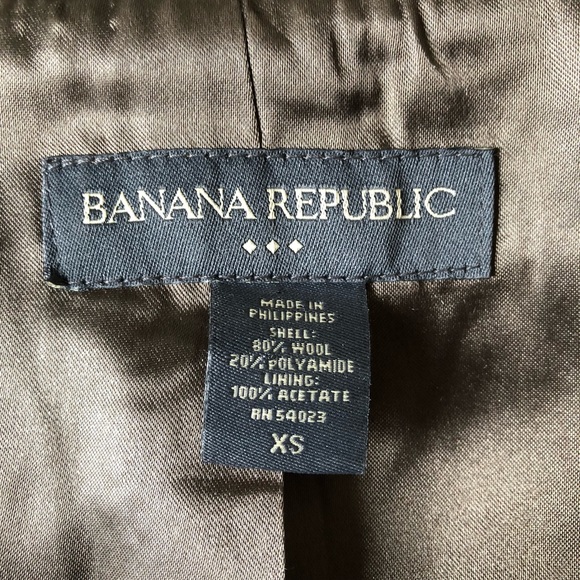 BANANA REPUBLIC
MADE IN
PHILIPPINES
SHELL:
80% WOOL
20% POLYAMIDE
LINING:
100% ACETATE
RN 54023
XS